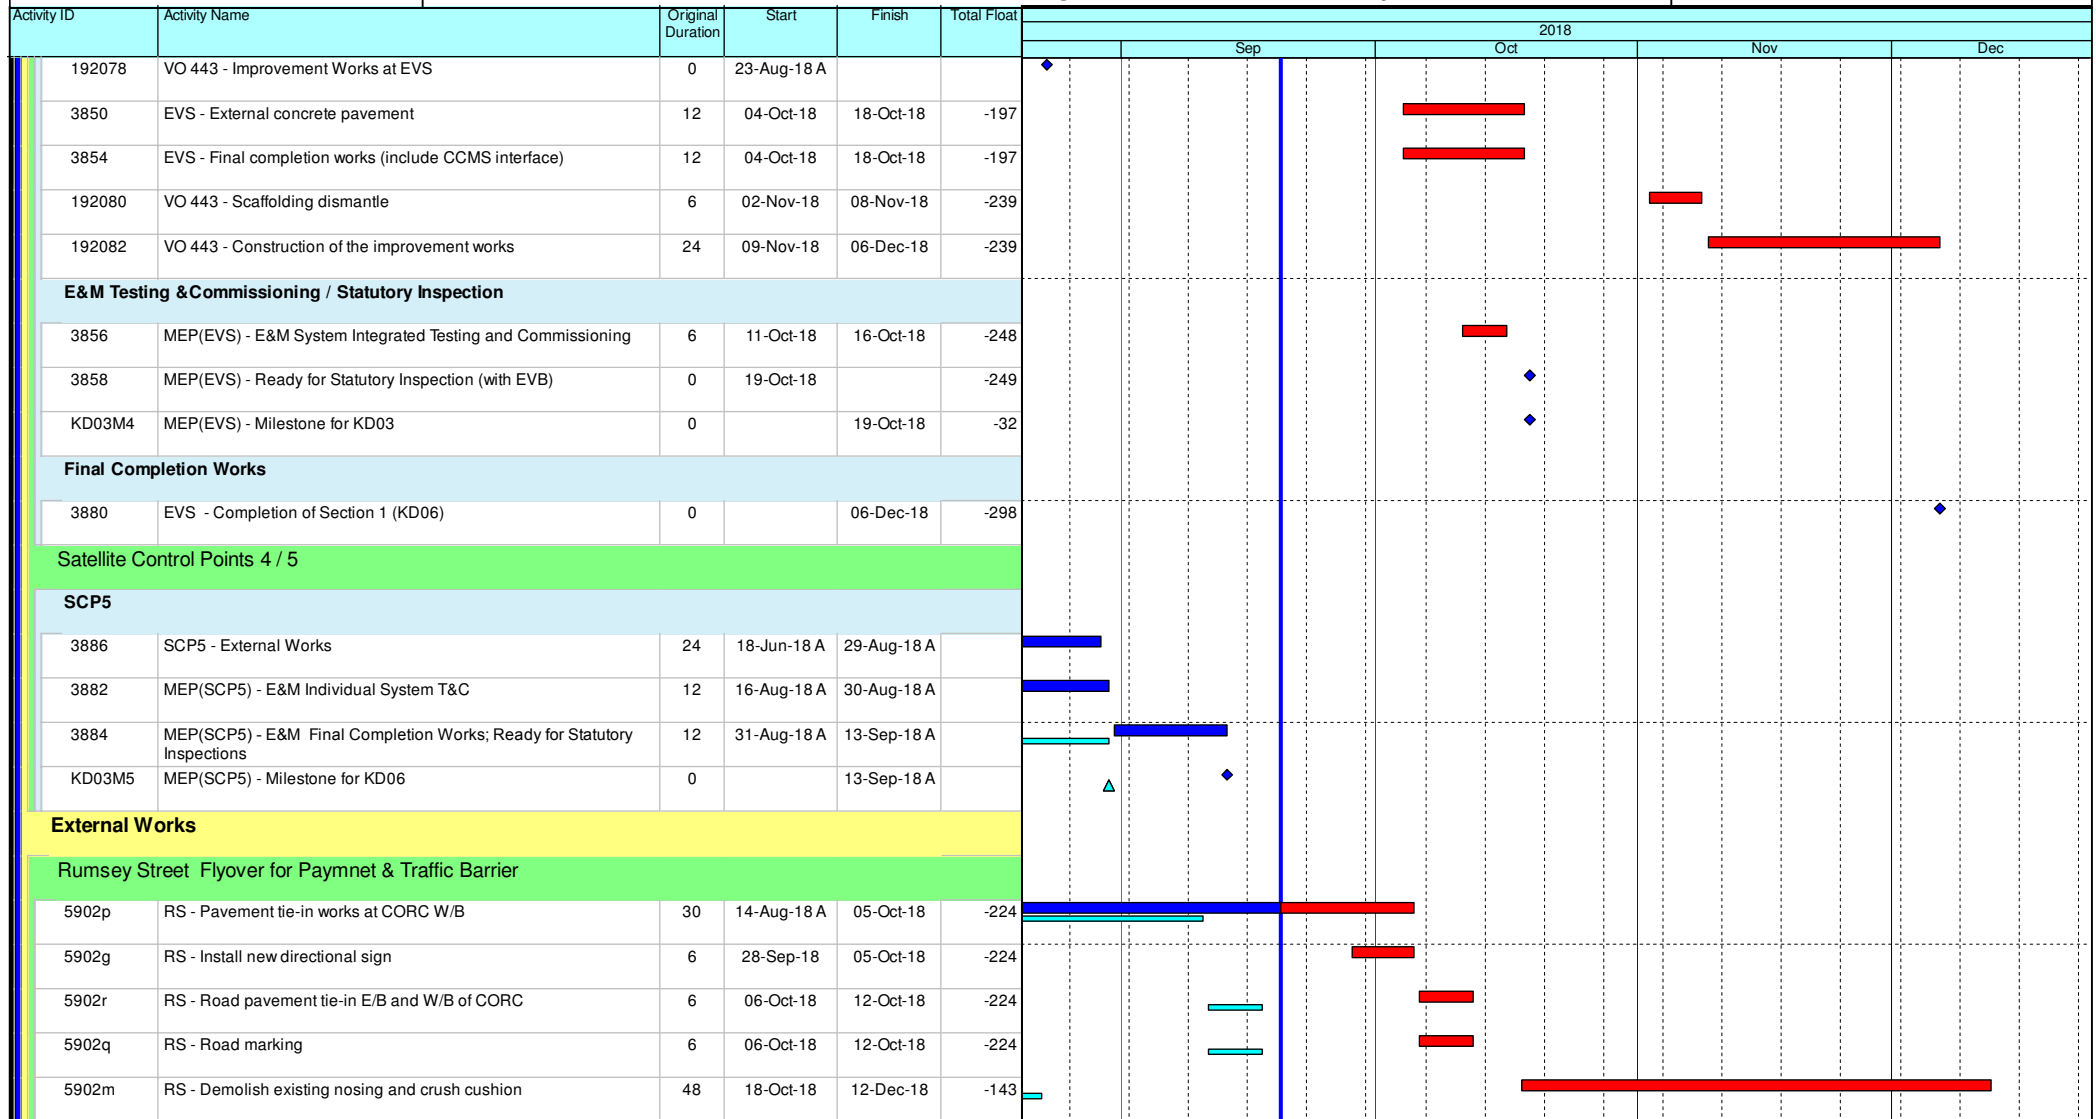 Activity ID Activity Name Original Duration Start Finish Total Float
2018
Sep Oct Nov Dec
192078 VO 443 - Improvement Works at EVS 0 23-Aug-18 A
3850 EVS - External concrete pavement 12 04-Oct-18 18-Oct-18 -197
3854 EVS - Final completion works (include CCMS interface) 12 04-Oct-18 18-Oct-18 -197
192080 VO 443 - Scaffolding dismantle 6 02-Nov-18 08-Nov-18 -239
192082 VO 443 - Construction of the improvement works 24 09-Nov-18 06-Dec-18 -239
E&M Testing &Commissioning / Statutory Inspection
3856 MEP(EVS) - E&M System Integrated Testing and Commissioning 6 11-Oct-18 16-Oct-18 -248
3858 MEP(EVS) - Ready for Statutory Inspection (with EVB) 0 19-Oct-18 -249
KD03M4 MEP(EVS) - Milestone for KD03 0 19-Oct-18 -32
Final Completion Works
3880 EVS - Completion of Section 1 (KD06) 0 06-Dec-18 -298
Satellite Control Points 4 / 5
SCP5
3886 SCP5 - External Works 24 18-Jun-18 A 29-Aug-18 A
3882 MEP(SCP5) - E&M Individual System T&C 12 16-Aug-18 A 30-Aug-18 A
3884 MEP(SCP5) - E&M Final Completion Works; Ready for Statutory 12 31-Aug-18 A 13-Sep-18 A
Inspections
KD03M5 MEP(SCP5) - Milestone for KD06 0 13-Sep-18 A
External Works
Rumsey Street Flyover for Paymnet & Traffic Barrier
5902p RS - Pavement tie-in works at CORC W/B 30 14-Aug-18 A 05-Oct-18 -224
5902g RS - Install new directional sign 6 28-Sep-18 05-Oct-18 -224
5902r RS - Road pavement tie-in E/B and W/B of CORC 6 06-Oct-18 12-Oct-18 -224
5902q RS - Road marking 6 06-Oct-18 12-Oct-18 -224
5902m RS - Demolish existing nosing and crush cushion 48 18-Oct-18 12-Dec-18 -143